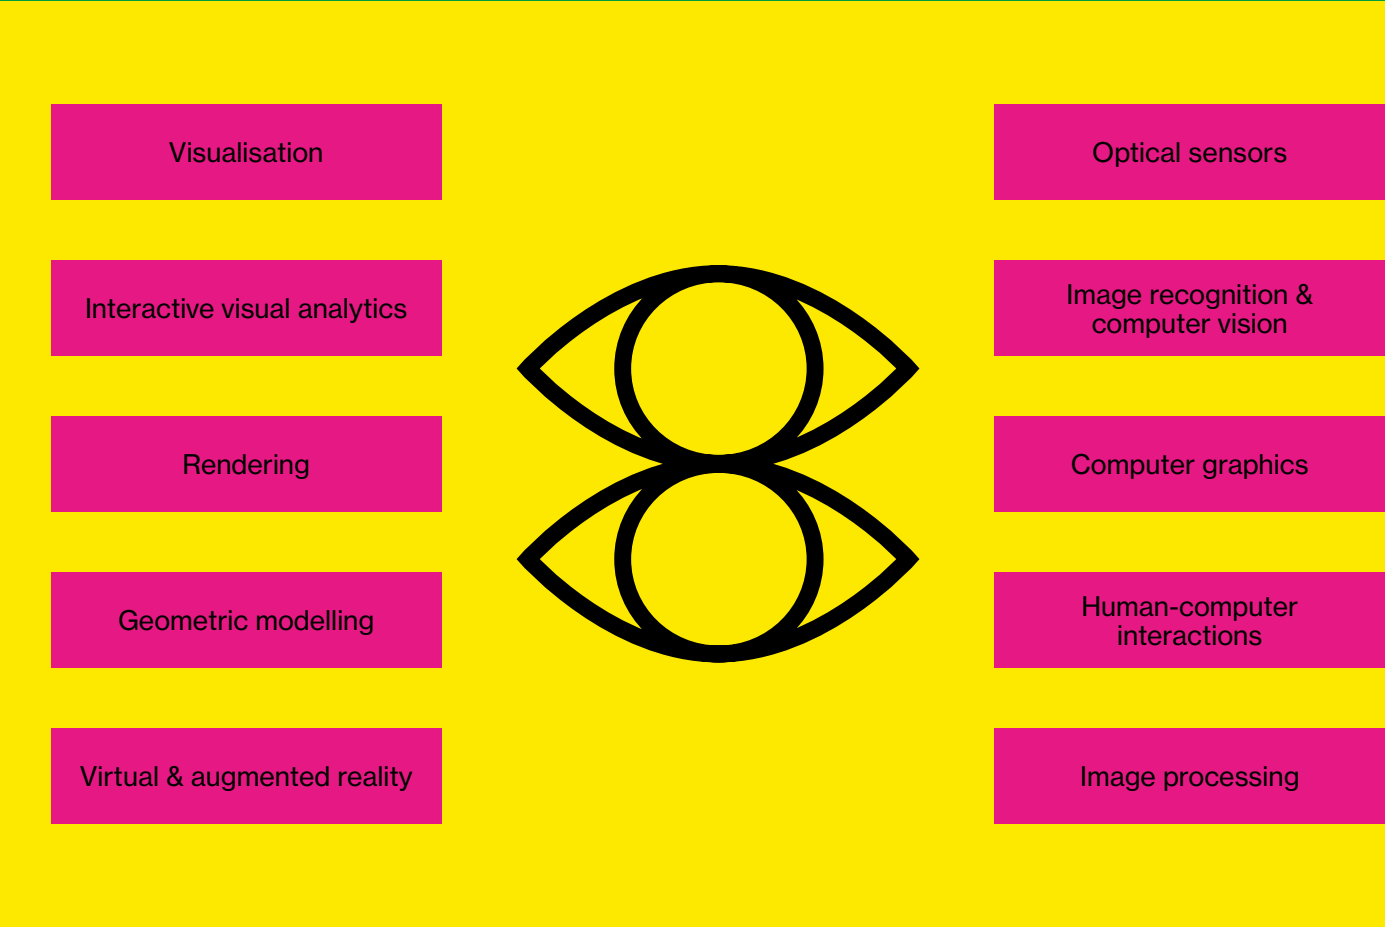 Visualisation
Interactive visual analytics
Rendering
Geometric modelling
Virtual & augmented reality
Optical sensors
Image recognition &
computer vision
Computer graphics
Human-computer
interactions
Image processing